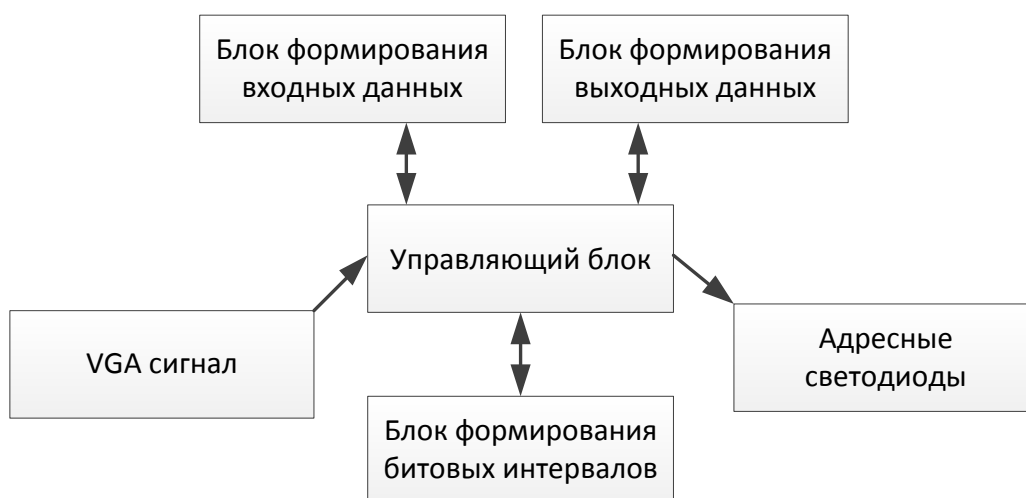 Блок формирования
входных данных
Блок формирования
выходных данных
Управляющий блок
VGA сигнал
Адресные
светодиоды
Блок формирования
битовых интервалов